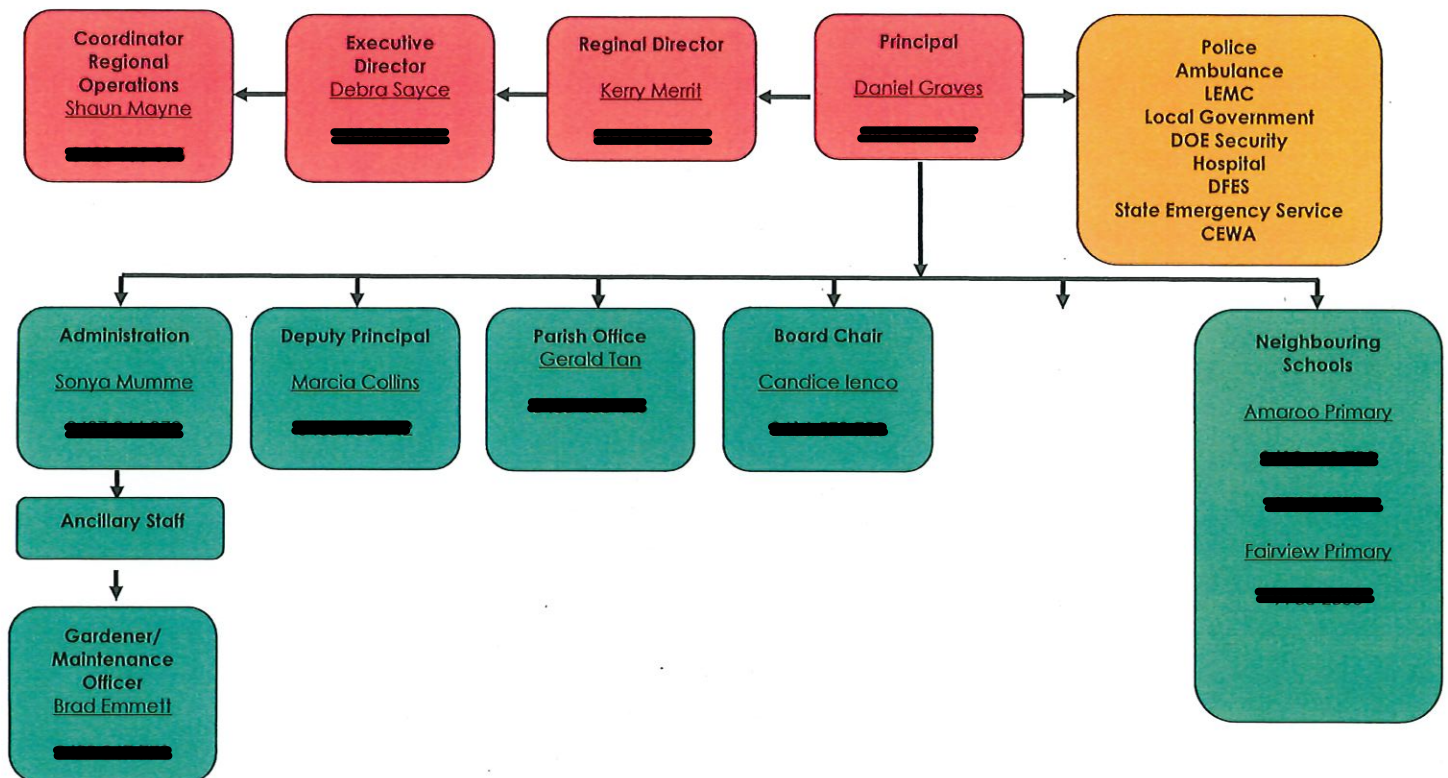 Coordinator
Regional
Operations
Shaun Mayne
Executive
Director
Debra Sayce
Reginal Director
Kerry Merrit
Principal
Daniel Graves
Police
Ambulance
LEMC
Local Government
DOE Security
Hospital
DFES
State Emergency Service
CEWA
Administration
Sonya Mumme
Deputy Principal
Marcia Collins
Parish Office
Gerald Tan
Board Chair
Candice Ienco
Neighbouring
Schools
Amaroo Primary
Fairview Primary
Ancillary Staff
Gardener/
Maintenance
Officer
Brad Emmett